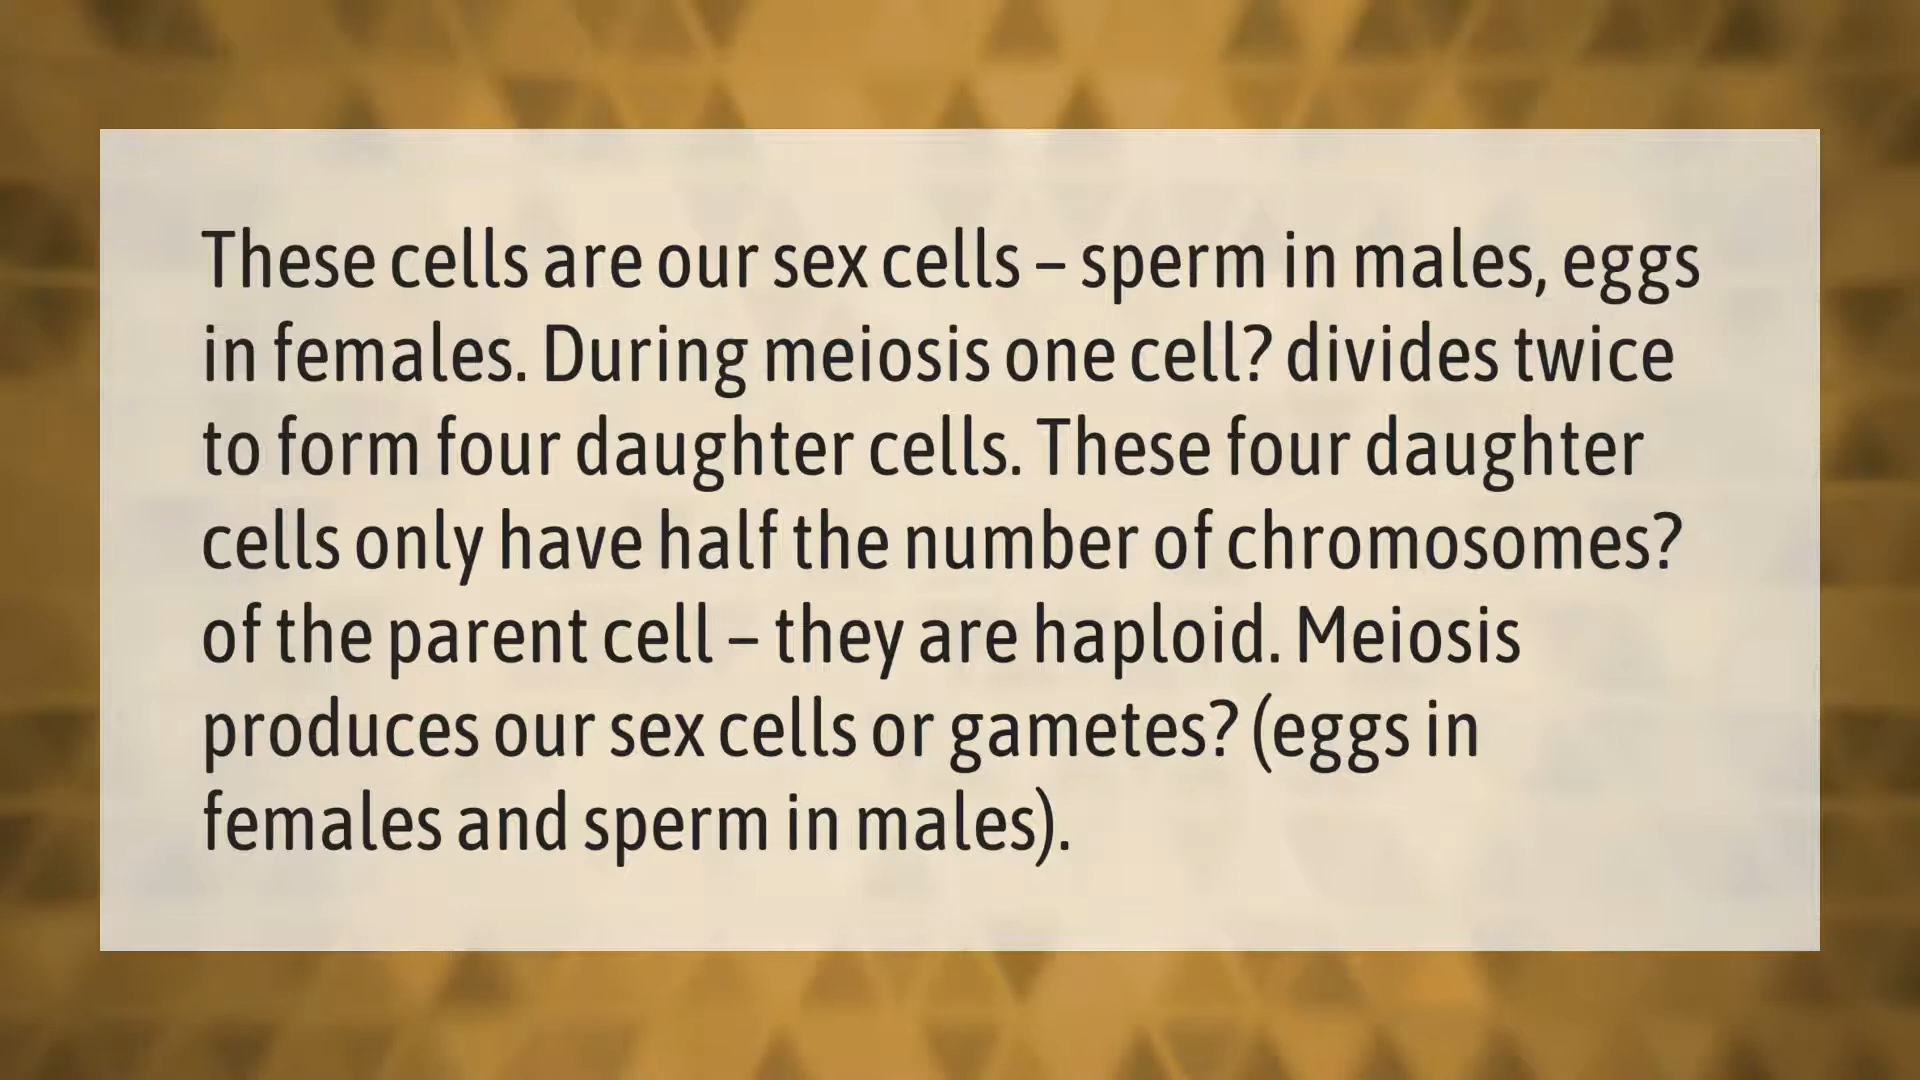 These cells are our sex cells – sperm in males, eggs
in females. During meiosis one cell? divides twice
to form four daughter cells. These four daughter
cells only have half the number of chromosomes?
of the parent cell – they are haploid. Meiosis
produces our sex cells or gametes? (eggs in
females and sperm in males).